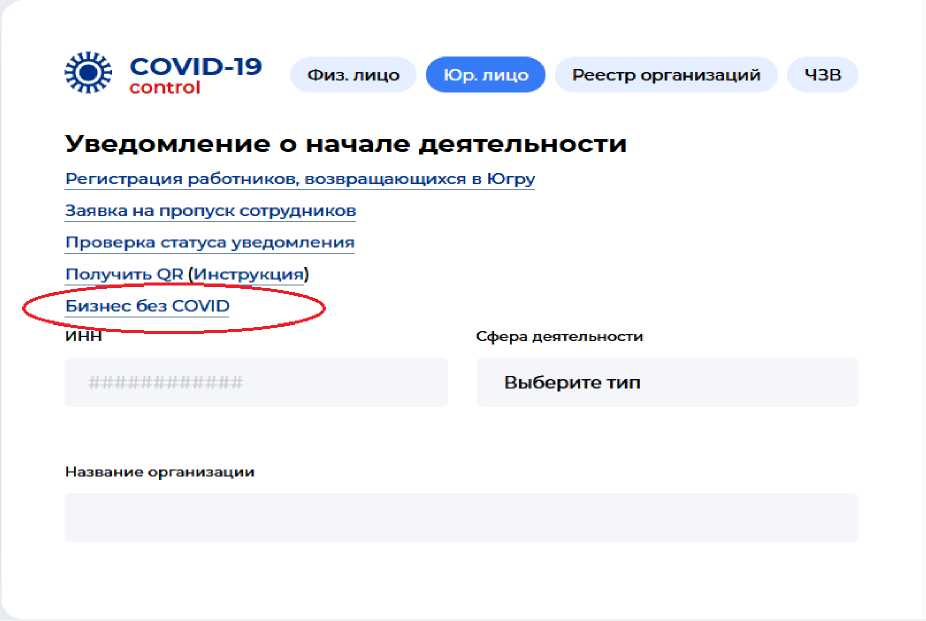 COVID-19
control
Физ. лицо
Юр. лицо
Реестр организаций
ЧЗВ
Уведомление о начале деятельности
Регистрация работников, возвращающихся в Югру
Заявка на пропуск сотрудников
Проверка статуса уведомления
Получить QR (Инструкция)
Бизнес без COVID
ИНН
Сфера деятельности
############
Выберите тип
Название организации